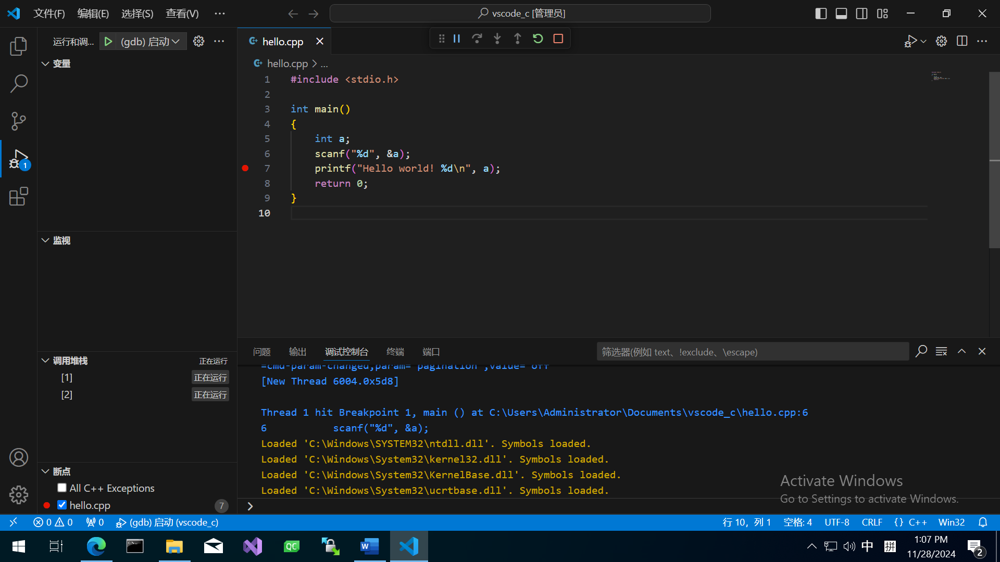 文件(F) 编辑(E) 选择(S) 查看(V) ··· vscode_c [管理员]
运行和调... (gdb) 启动 ··· hello.cpp
变量
hello.cpp > ...
1 #include <stdio.h>
2
3 int main()
4 {
5 int a;
6 scanf("%d", &a);
7 printf("Hello world! %d\n", a);
8 return 0;
9 }
10
监视
调用堆栈 正在运行
[1] 正在运行
[2] 正在运行
断点
All C++ Exceptions
hello.cpp 7
1
问题 输出 调试控制台 终端 端口 筛选器(例如 text、!exclude、\escape)
=cmd-param-changed,param="pagination",value="off"
[New Thread 6004.0x5d8]
Thread 1 hit Breakpoint 1, main () at C:\Users\Administrator\Documents\vscode_c\hello.cpp:6
6 scanf("%d", &a);
Loaded 'C:\Windows\SYSTEM32\ntdll.dll'. Symbols loaded.
Loaded 'C:\Windows\System32\kernel32.dll'. Symbols loaded.
Loaded 'C:\Windows\System32\KernelBase.dll'. Symbols loaded.
Loaded 'C:\Windows\System32\ucrtbase.dll'. Symbols loaded.
Activate Windows
Go to Settings to activate Windows.
0 0 0 (gdb) 启动 (vscode_c) 行 10，列 1 空格: 4 UTF-8 CRLF {} C++ Win32
QC W 中 拼 1:07 PM
11/28/2024 2